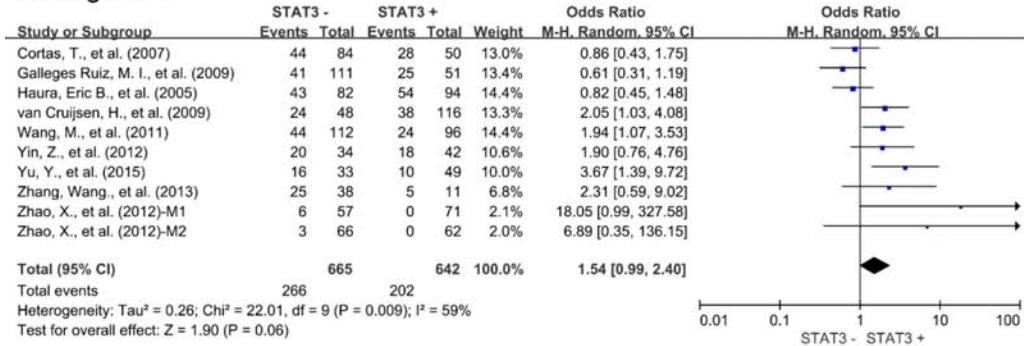 STAT3 - STAT3 + Odds Ratio Odds Ratio
Study or Subgroup Events Total Events Total Weight M-H. Random. 95% CI M-H. Random. 95% CI
Cortas, T., et al. (2007) 44 84 28 50 13.0% 0.86 [0.43, 1.75]
Galleges Ruiz, M. I., et al. (2009) 41 111 25 51 13.4% 0.61 [0.31, 1.19]
Haura, Eric B., et al. (2005) 43 82 54 94 14.4% 0.82 [0.45, 1.48]
van Cruijsen, H., et al. (2009) 24 48 38 116 13.3% 2.05 [1.03, 4.08]
Wang, M., et al. (2011) 44 112 24 96 14.4% 1.94 [1.07, 3.53]
Yin, Z., et al. (2012) 20 34 18 42 10.6% 1.90 [0.76, 4.76]
Yu, Y., et al. (2015) 16 33 10 49 10.0% 3.67 [1.39, 9.72]
Zhang, Wang., et al. (2013) 25 38 5 11 6.8% 2.31 [0.59, 9.02]
Zhao, X., et al. (2012)-M1 6 57 0 71 2.1% 18.05 [0.99, 327.58]
Zhao, X., et al. (2012)-M2 3 66 0 62 2.0% 6.89 [0.35, 136.15]
Total (95% CI) 665 642 100.0% 1.54 [0.99, 2.40]
Total events 266 202
Heterogeneity: Tau² = 0.26; Chi² = 22.01, df = 9 (P = 0.009); I² = 59%
Test for overall effect: Z = 1.90 (P = 0.06)
0.01 0.1 1 10 100
STAT3 - STAT3 +